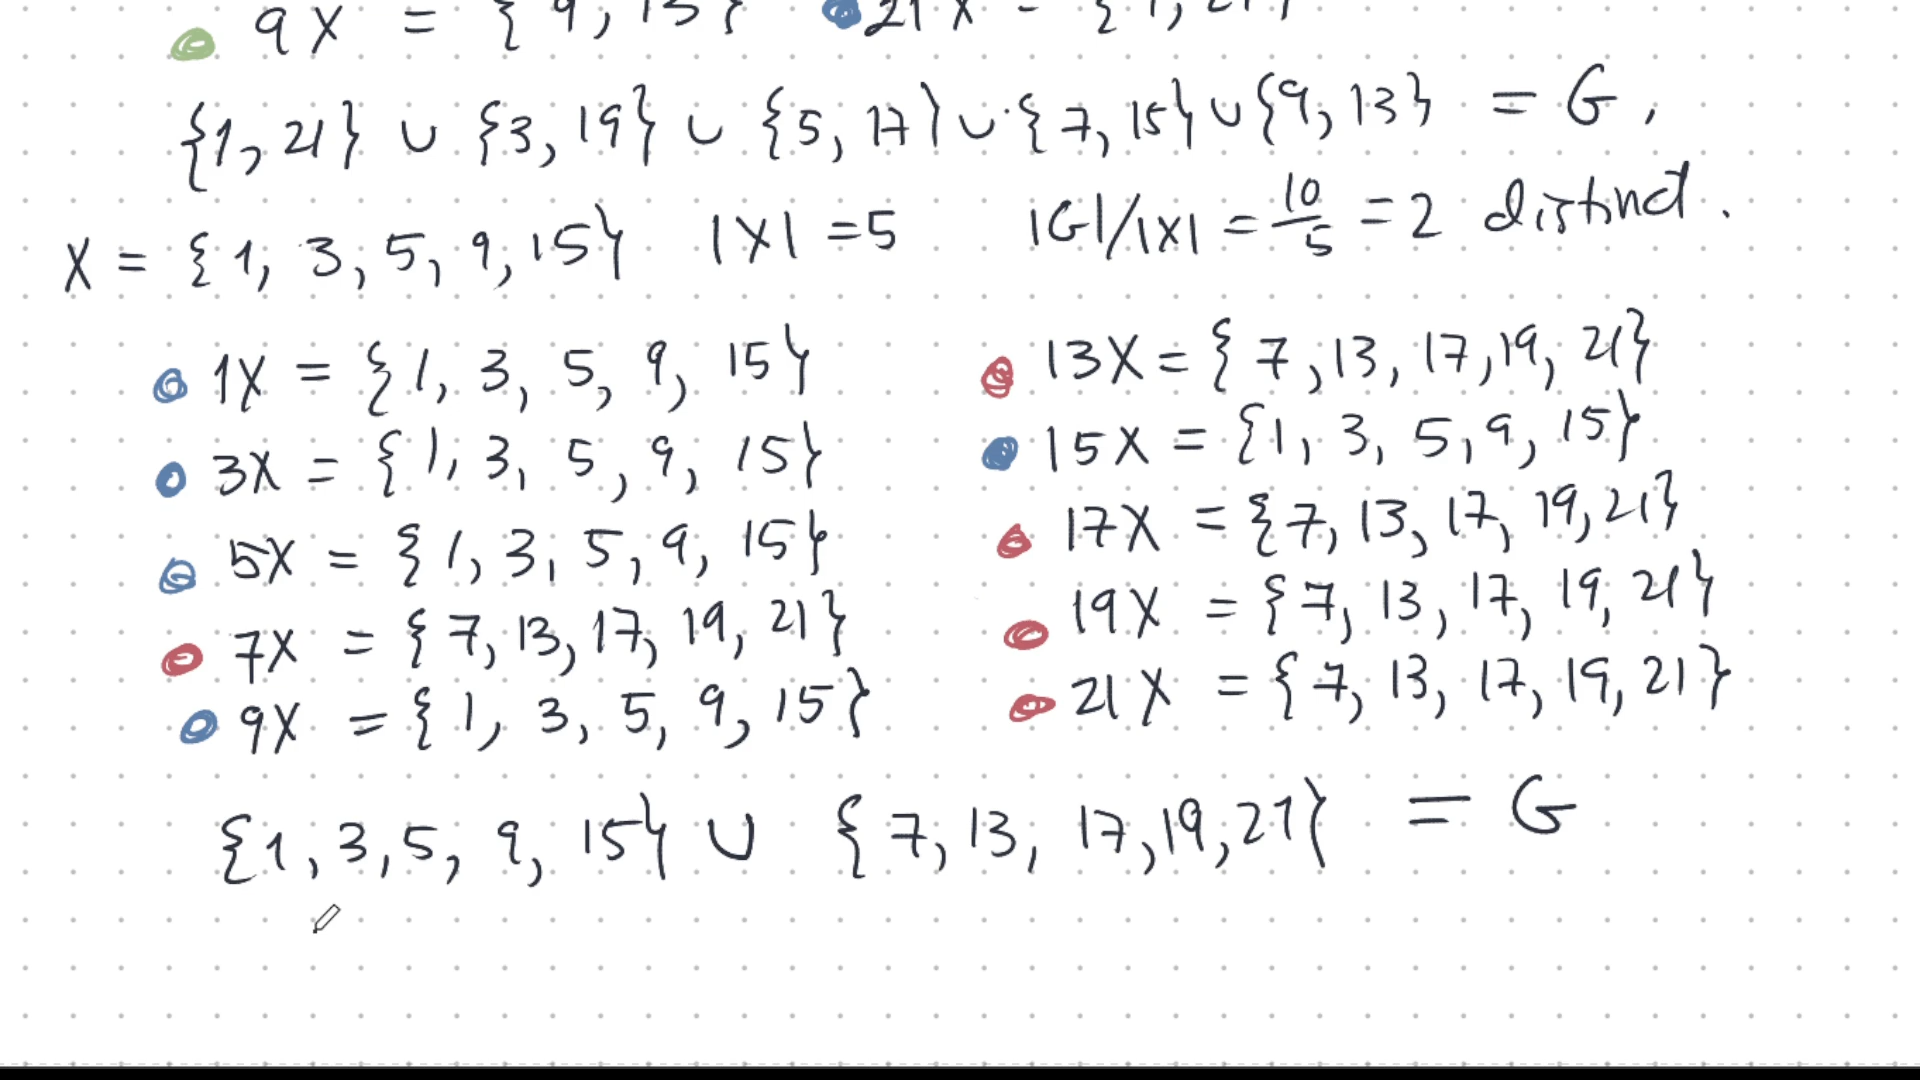 9X = {9, 13} 21X = {1, 21}
{1, 21} ∪ {3, 19} ∪ {5, 17} ∪ {7, 15} ∪ {9, 13} = G,
X = {1, 3, 5, 9, 15} |X| = 5 |G|/|X| = 10/5 = 2 distinct.
1X = {1, 3, 5, 9, 15}
3X = {1, 3, 5, 9, 15}
5X = {1, 3, 5, 9, 15}
7X = {7, 13, 17, 19, 21}
9X = {1, 3, 5, 9, 15}
13X = {7, 13, 17, 19, 21}
15X = {1, 3, 5, 9, 15}
17X = {7, 13, 17, 19, 21}
19X = {7, 13, 17, 19, 21}
21X = {7, 13, 17, 19, 21}
{1, 3, 5, 9, 15} ∪ {7, 13, 17, 19, 21} = G